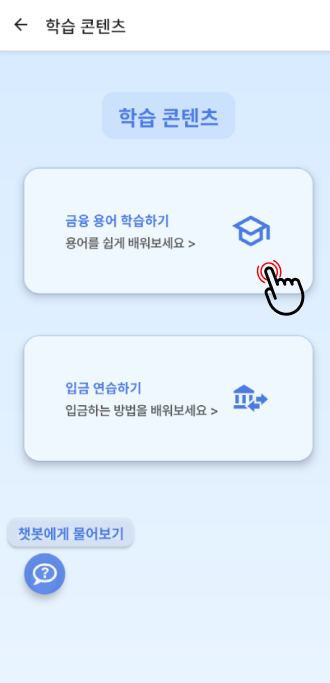 학습 콘텐츠
학습 콘텐츠
금융 용어 학습하기
용어를 쉽게 배워보세요 >
입금 연습하기
입금하는 방법을 배워보세요 >
챗봇에게 물어보기
?